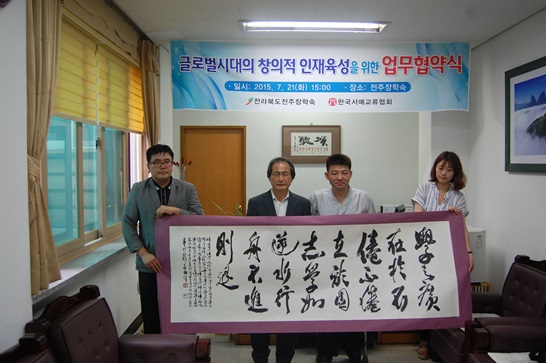 글로벌시대의 창의적 인재육성을 위한 업무협약식
· 일시: 2015. 7. 21(화) 15:00 · 장소: 전주장학숙
전라북도전주장학숙 한국서예교류협회
學之廣
在於不
倦不倦
在於固
志學如
逆水行
舟不進
則退